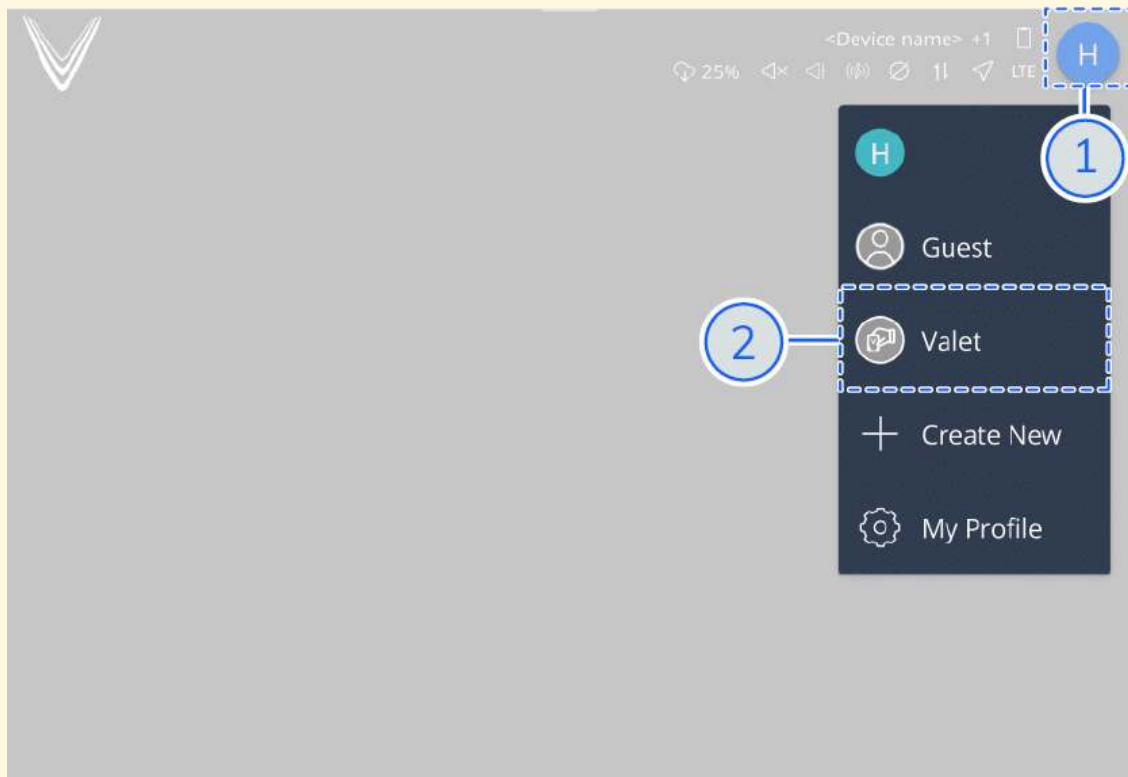 <Device name> +1
25% LTE
H
1
H
Guest
2
Valet
Create New
My Profile